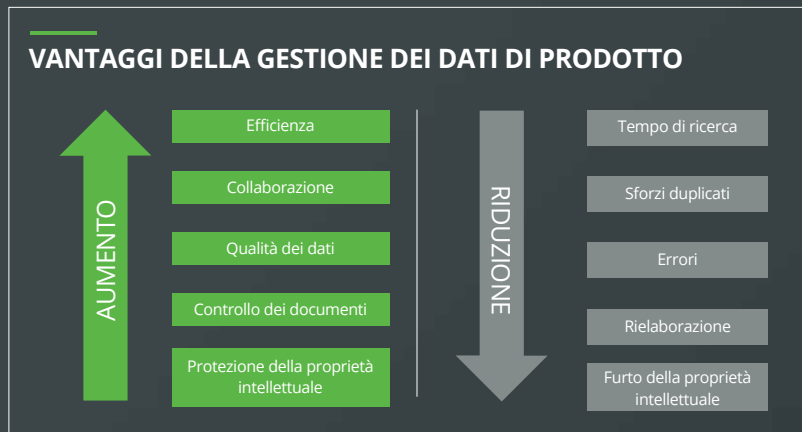 VANTAGGI DELLA GESTIONE DEI DATI DI PRODOTTO
AUMENTO
Efficienza
Collaborazione
Qualità dei dati
Controllo dei documenti
Protezione della proprietà
intellettuale
RIDUZIONE
Tempo di ricerca
Sforzi duplicati
Errori
Rielaborazione
Furto della proprietà
intellettuale